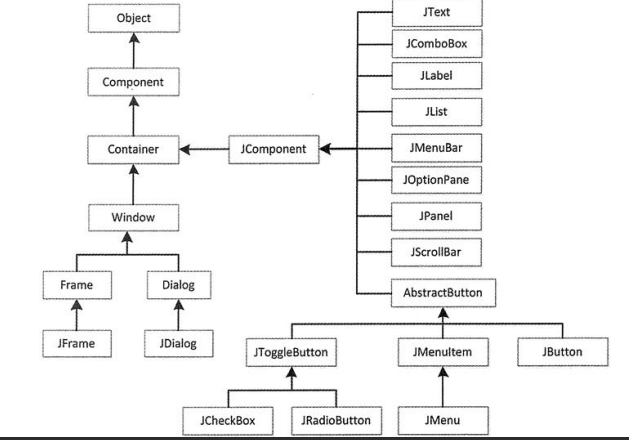 Object
JText
JComboBox
Component
JLabel
JList
Container
JComponent
JMenuBar
JOptionPane
Window
JPanel
JScrollBar
Frame
Dialog
AbstractButton
JFrame
JDialog
JToggleButton
JMenuItem
JButton
JCheckBox
JRadioButton
JMenu